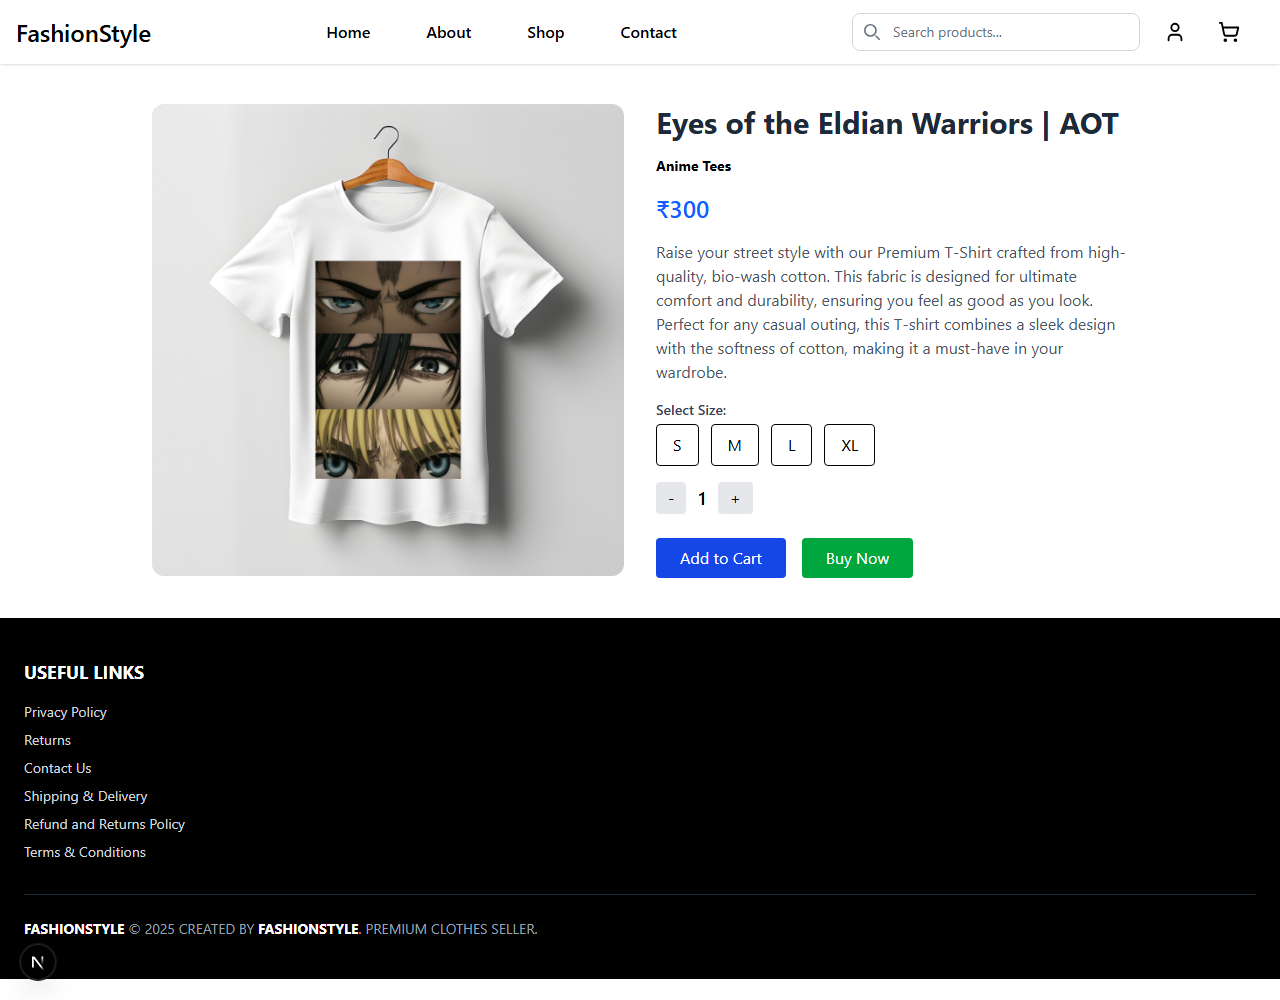 FashionStyle
Home About Shop Contact
Search products...
Eyes of the Eldian Warriors | AOT
Anime Tees
₹300
Raise your street style with our Premium T-Shirt crafted from high-
quality, bio-wash cotton. This fabric is designed for ultimate
comfort and durability, ensuring you feel as good as you look.
Perfect for any casual outing, this T-shirt combines a sleek design
with the softness of cotton, making it a must-have in your
wardrobe.
Select Size:
S M L XL
- 1 +
Add to Cart Buy Now
USEFUL LINKS
Privacy Policy
Returns
Contact Us
Shipping & Delivery
Refund and Returns Policy
Terms & Conditions
FASHIONSTYLE © 2025 CREATED BY FASHIONSTYLE. PREMIUM CLOTHES SELLER.
N